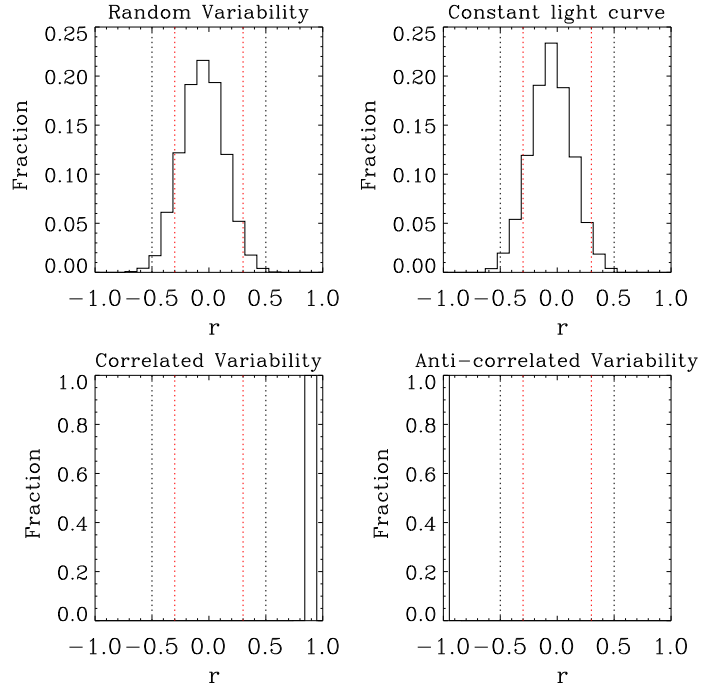 Random Variability
Constant light curve
0.25
0.20
0.15
0.10
0.05
0.00
Fraction
−1.0−0.5 0.0 0.5 1.0
r
0.25
0.20
0.15
0.10
0.05
0.00
Fraction
−1.0−0.5 0.0 0.5 1.0
r
Correlated Variability
Anti−correlated Variability
1.0
0.8
0.6
0.4
0.2
0.0
Fraction
−1.0−0.5 0.0 0.5 1.0
r
1.0
0.8
0.6
0.4
0.2
0.0
Fraction
−1.0−0.5 0.0 0.5 1.0
r